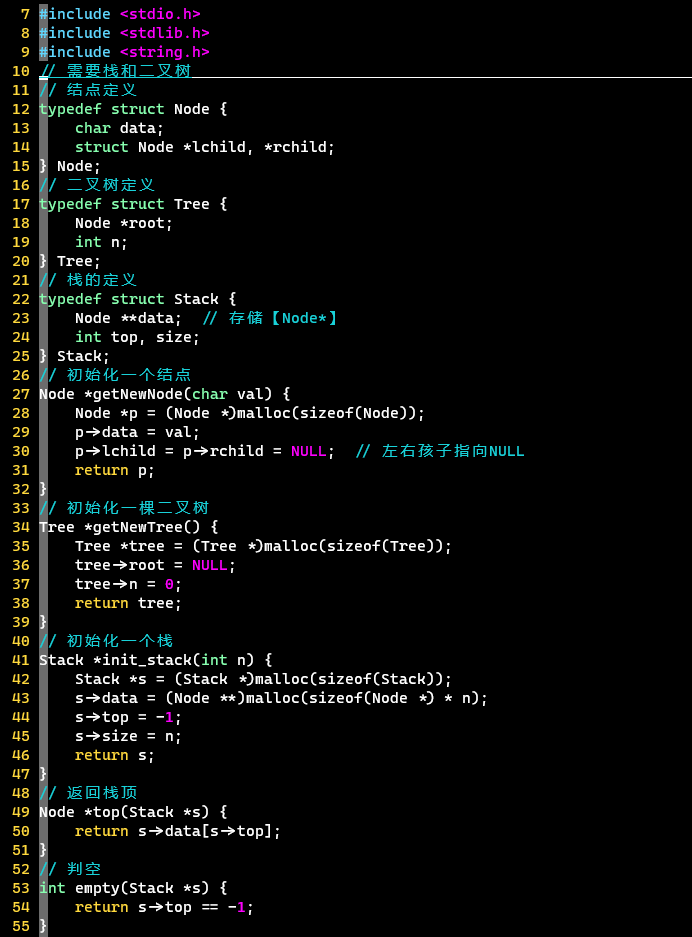 7 #include <stdio.h>
8 #include <stdlib.h>
9 #include <string.h>
10 // 需要栈和二叉树
11 // 结点定义
12 typedef struct Node {
13     char data;
14     struct Node *lchild, *rchild;
15 } Node;
16 // 二叉树定义
17 typedef struct Tree {
18     Node *root;
19     int n;
20 } Tree;
21 // 栈的定义
22 typedef struct Stack {
23     Node **data;  // 存储【Node*】
24     int top, size;
25 } Stack;
26 // 初始化一个结点
27 Node *getNewNode(char val) {
28     Node *p = (Node *)malloc(sizeof(Node));
29     p->data = val;
30     p->lchild = p->rchild = NULL;  // 左右孩子指向NULL
31     return p;
32 }
33 // 初始化一棵二叉树
34 Tree *getNewTree() {
35     Tree *tree = (Tree *)malloc(sizeof(Tree));
36     tree->root = NULL;
37     tree->n = 0;
38     return tree;
39 }
40 // 初始化一个栈
41 Stack *init_stack(int n) {
42     Stack *s = (Stack *)malloc(sizeof(Stack));
43     s->data = (Node **)malloc(sizeof(Node *) * n);
44     s->top = -1;
45     s->size = n;
46     return s;
47 }
48 // 返回栈顶
49 Node *top(Stack *s) {
50     return s->data[s->top];
51 }
52 // 判空
53 int empty(Stack *s) {
54     return s->top == -1;
55 }